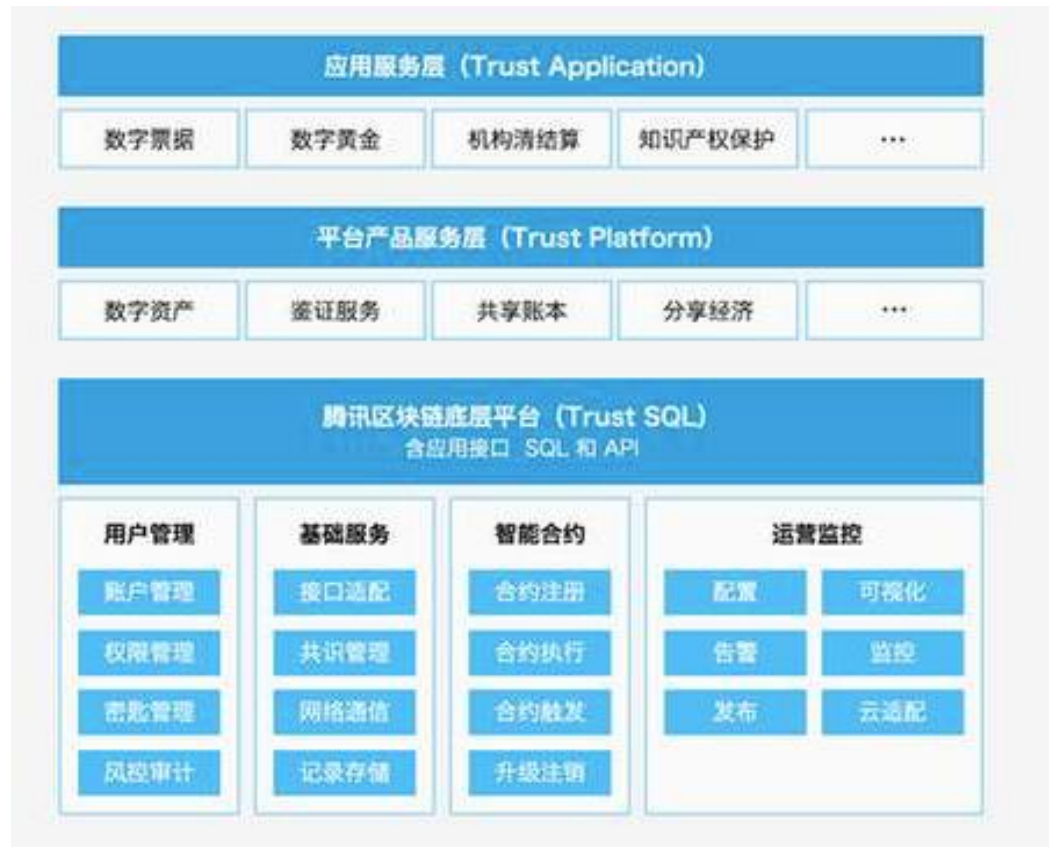 应用服务层（Trust Application）
数字票据 数字黄金 机构清结算 知识产权保护 ...
平台产品服务层（Trust Platform）
数字资产 鉴证服务 共享账本 分享经济 ...
腾讯区块链底层平台（Trust SQL）
含应用接口 SQL 和 API
用户管理 基础服务 智能合约 运营监控
账户管理 接口适配 合约注册 配置 可视化
权限管理 共识管理 合约执行 告警 监控
密匙管理 网络通信 合约触发 发布 云适配
风控审计 记录存储 升级注销